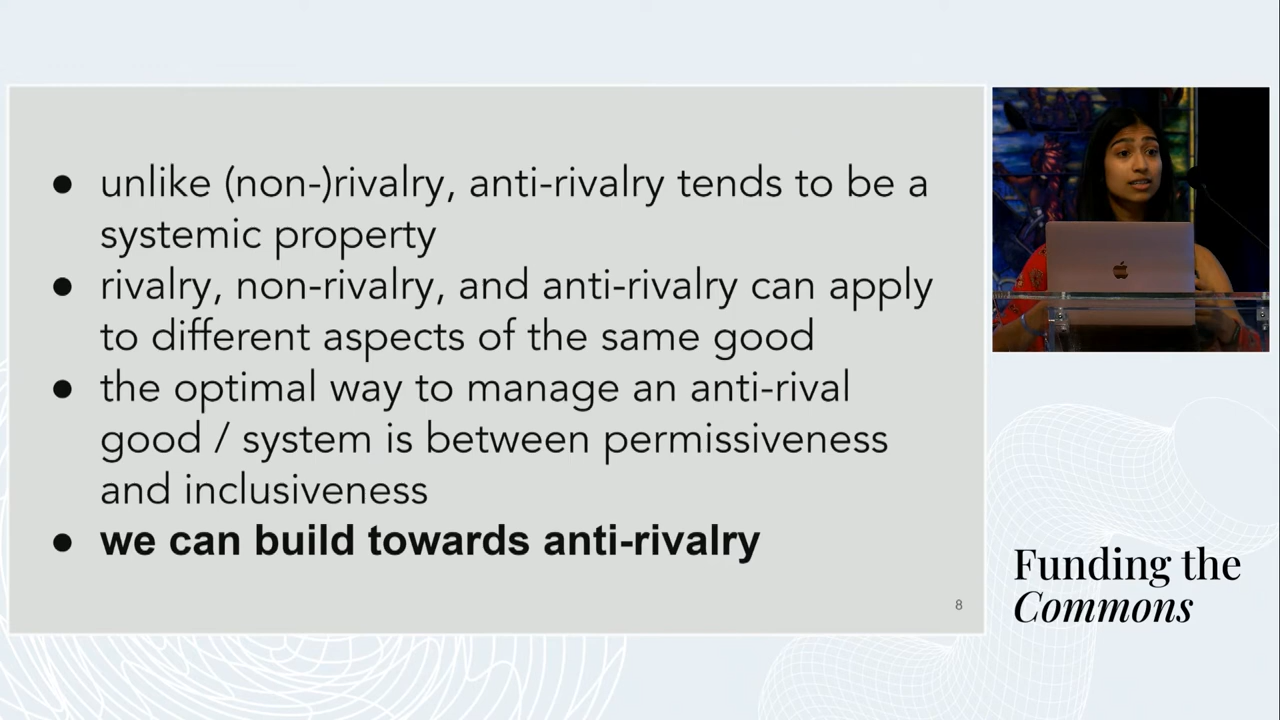 ● unlike (non-)rivalry, anti-rivalry tends to be a
systemic property
● rivalry, non-rivalry, and anti-rivalry can apply
to different aspects of the same good
● the optimal way to manage an anti-rival
good / system is between permissiveness
and inclusiveness
● we can build towards anti-rivalry
8
Funding the
Commons